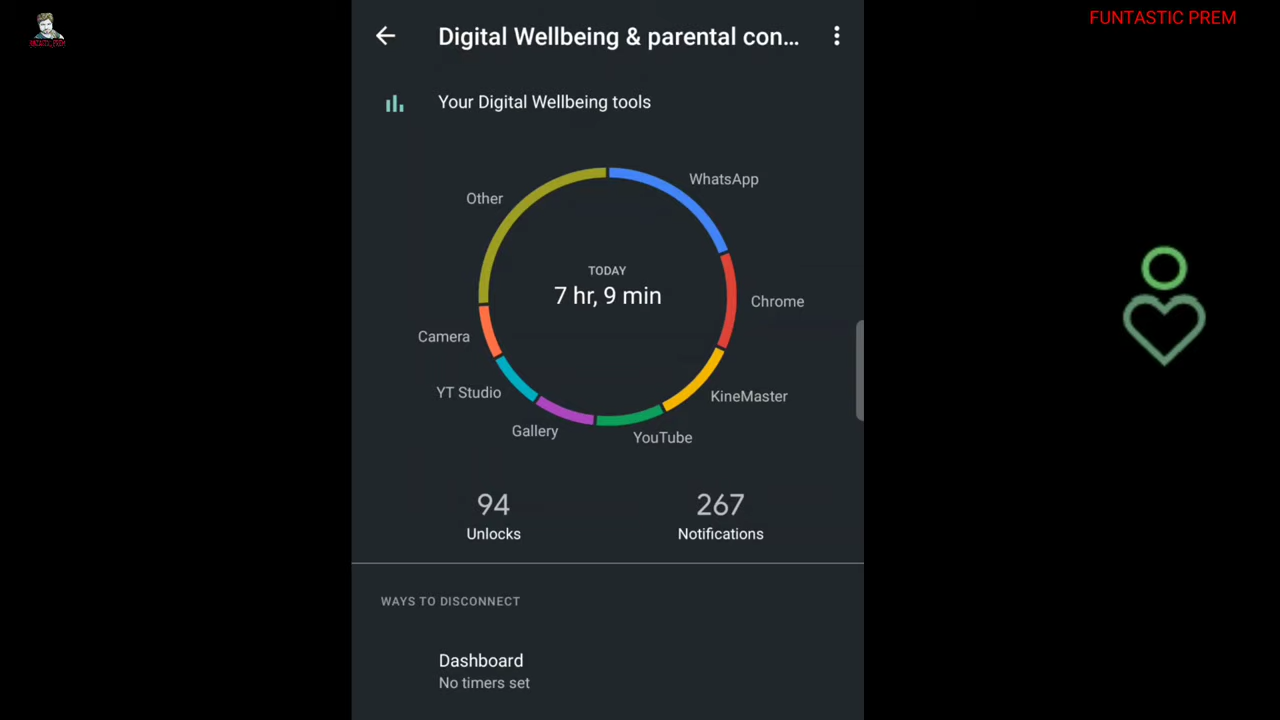 FUNTASTIC PREM
Digital Wellbeing & parental con...
Your Digital Wellbeing tools
WhatsApp
Other
TODAY
7 hr, 9 min
Chrome
Camera
YT Studio
KineMaster
Gallery
YouTube
94
Unlocks
267
Notifications
WAYS TO DISCONNECT
Dashboard
No timers set